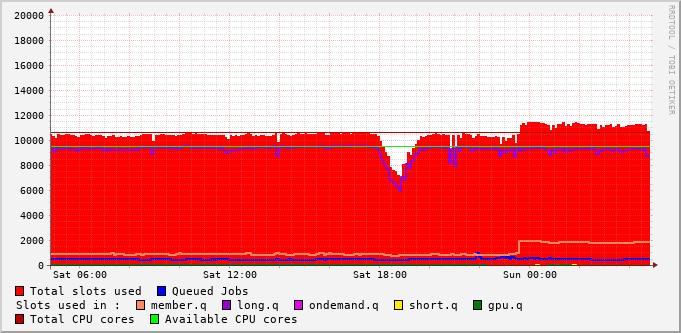 20000
18000
16000
14000
12000
10000
8000
6000
4000
2000
0
Sat 06:00 Sat 12:00 Sat 18:00 Sun 00:00
RRDTOOL / TOBI OETIKER
Total slots used Queued Jobs
Slots used in : member.q long.q ondemand.q short.q gpu.q
Total CPU cores Available CPU cores